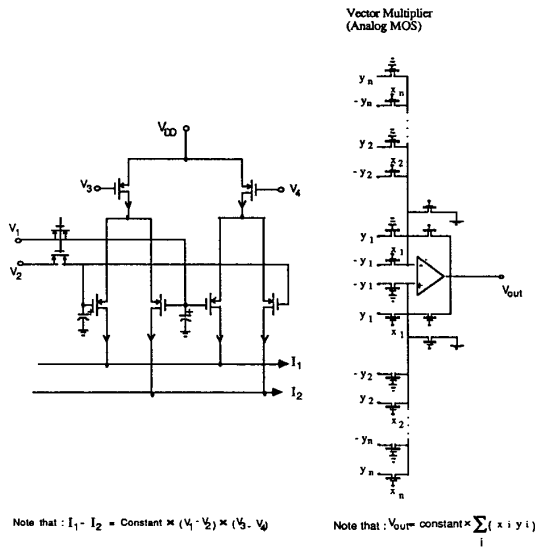 Vector Multiplier
(Analog MOS)
V_DD
V_3
V_4
V_1
V_2
I_1
I_2
y_n
x_n
-y_n
y_2
x_2
-y_2
y_1
x_1
-y_1
-y_1
y_1
x_1
V_out
-y_2
y_2
x_2
-y_n
y_n
x_n
Note that : I_1 - I_2 = Constant × (V_1 - V_2) × (V_3 - V_4)
Note that : V_out = constant × ∑_i ( x i y i )